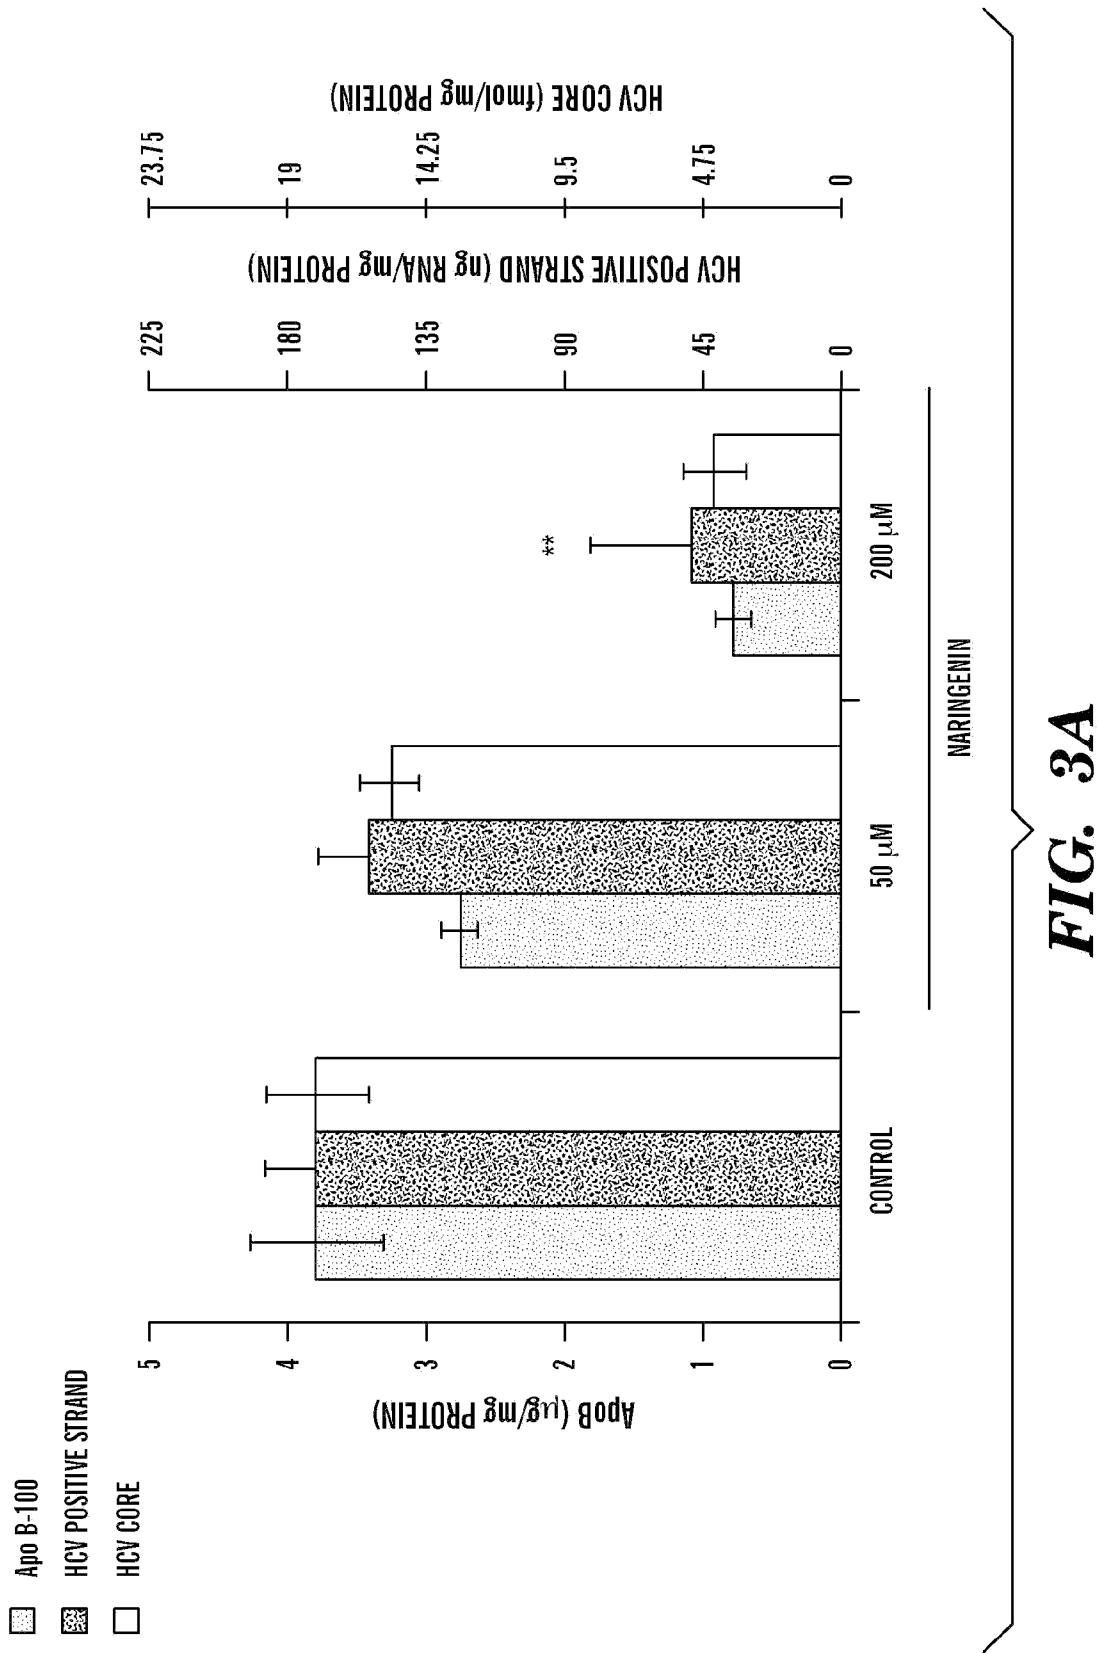 Apo B-100
HCV POSITIVE STRAND
HCV CORE
ApoB (μg/mg PROTEIN)
5
4
3
2
1
0
CONTROL
50 μM
200 μM
NARINGENIN
**
225
180
135
90
45
0
HCV POSITIVE STRAND (ng RNA/mg PROTEIN)
23.75
19
14.25
9.5
4.75
0
HCV CORE (fmol/mg PROTEIN)
FIG. 3A